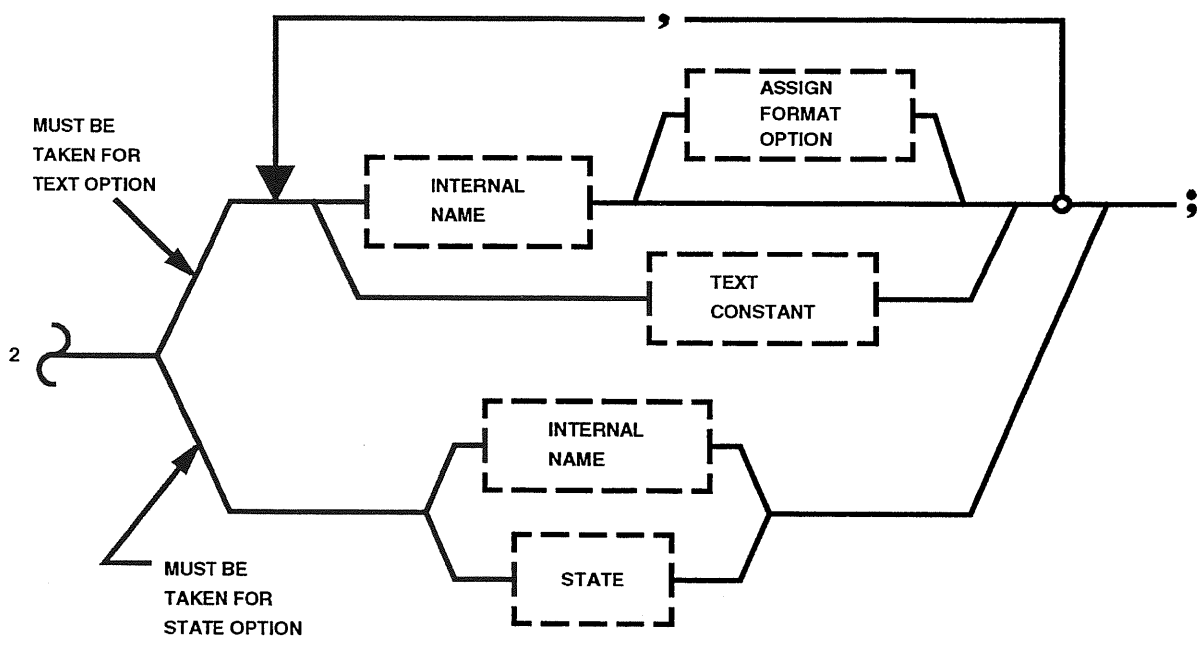 ,
ASSIGN
FORMAT
OPTION
MUST BE
TAKEN FOR
TEXT OPTION
INTERNAL
NAME
;
TEXT
CONSTANT
2
INTERNAL
NAME
STATE
MUST BE
TAKEN FOR
STATE OPTION